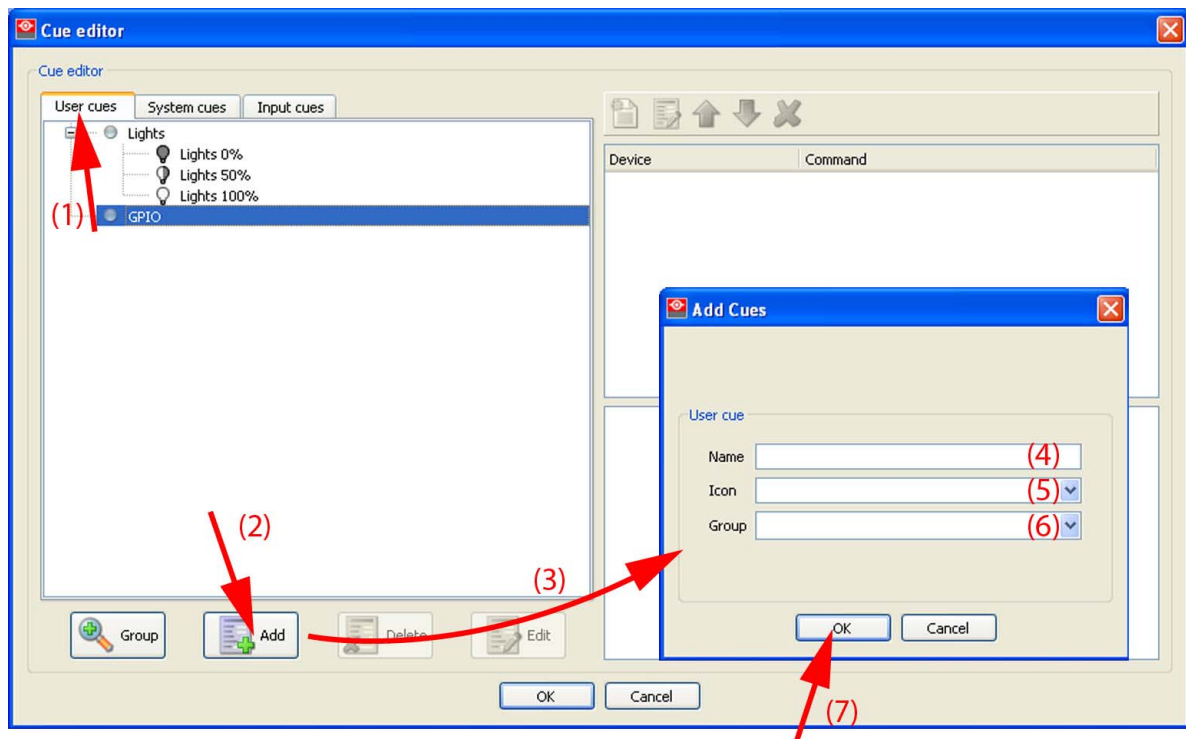 Cue editor
Cue editor
User cues System cues Input cues
Lights
Lights 0%
Lights 50%
Lights 100%
GPIO
(1)
Device Command
Add Cues
User cue
Name (4)
Icon (5)
Group (6)
(2)
(3)
Group Add Delete Edit
OK Cancel
OK Cancel
(7)